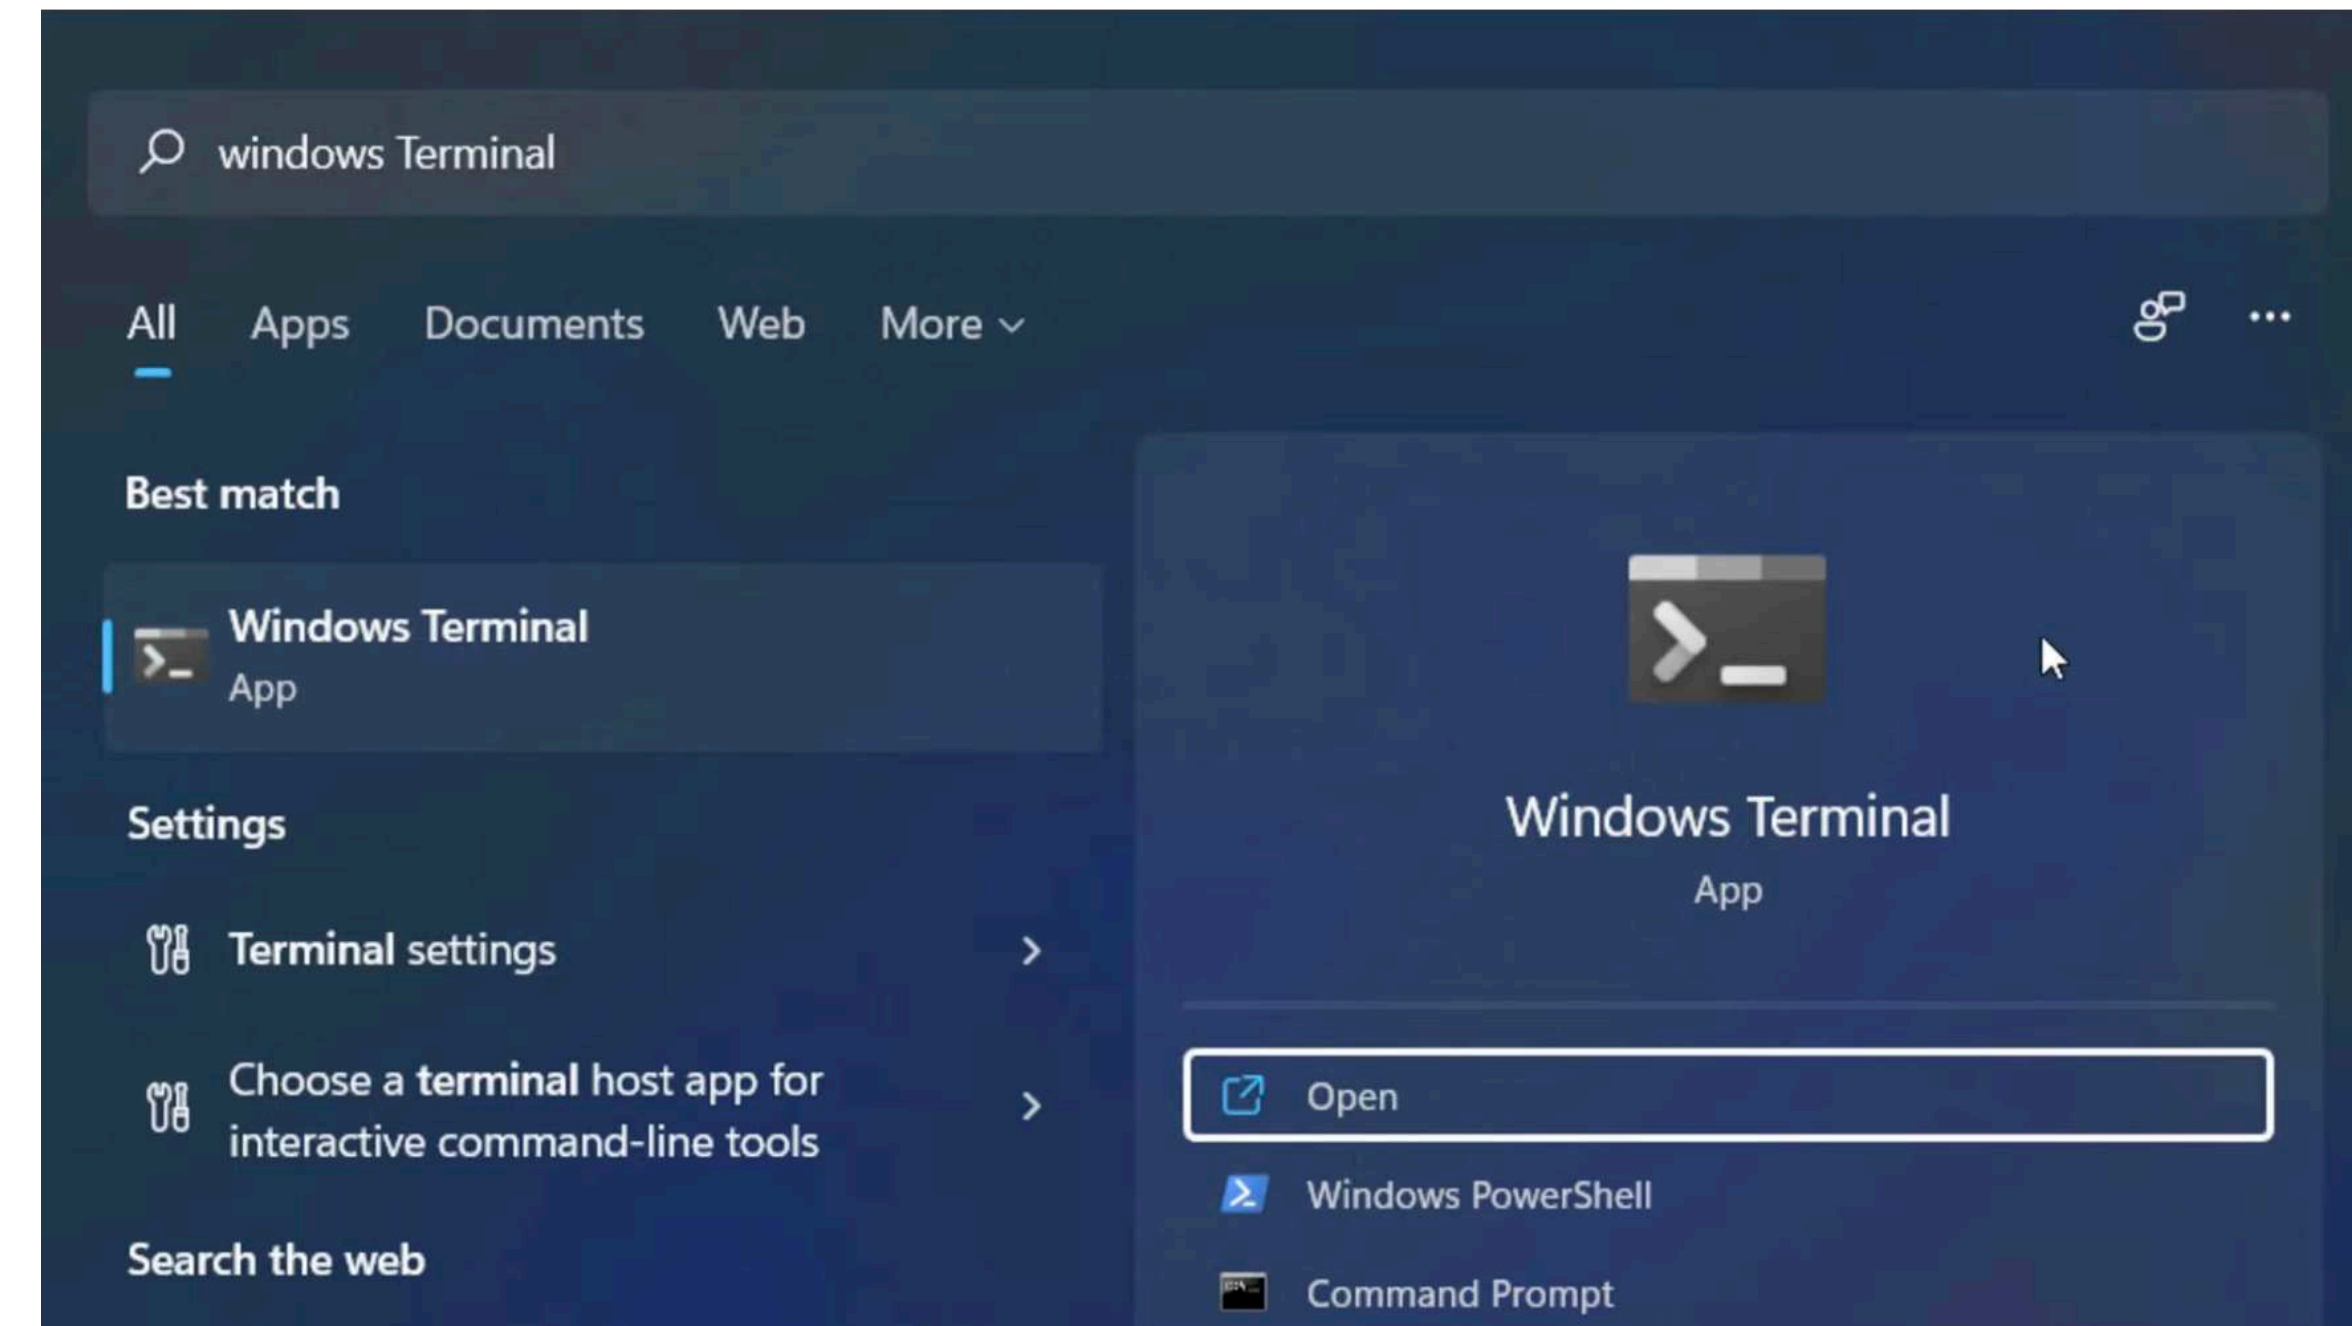 windows Terminal
All Apps Documents Web More
Best match
Windows Terminal
App
Settings
Terminal settings
Choose a terminal host app for
interactive command-line tools
Search the web
Windows Terminal
App
Open
Windows PowerShell
Command Prompt